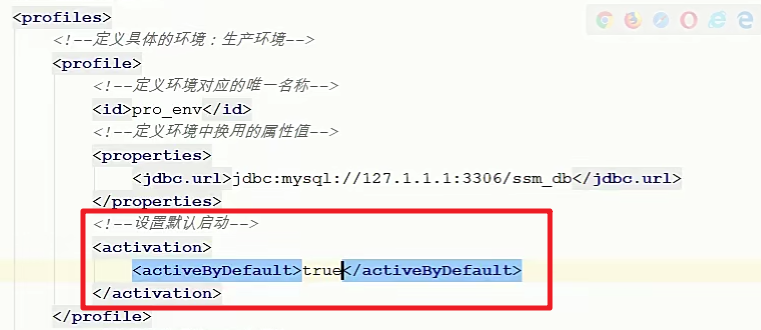 <profiles>
<!--定义具体的环境：生产环境-->
<profile>
<!--定义环境对应的唯一名称-->
<id>pro_env</id>
<!--定义环境中换用的属性值-->
<properties>
<jdbc.url>jdbc:mysql://127.1.1.1:3306/ssm_db</jdbc.url>
</properties>
<!--设置默认启动-->
<activation>
<activeByDefault>true</activeByDefault>
</activation>
</profile>